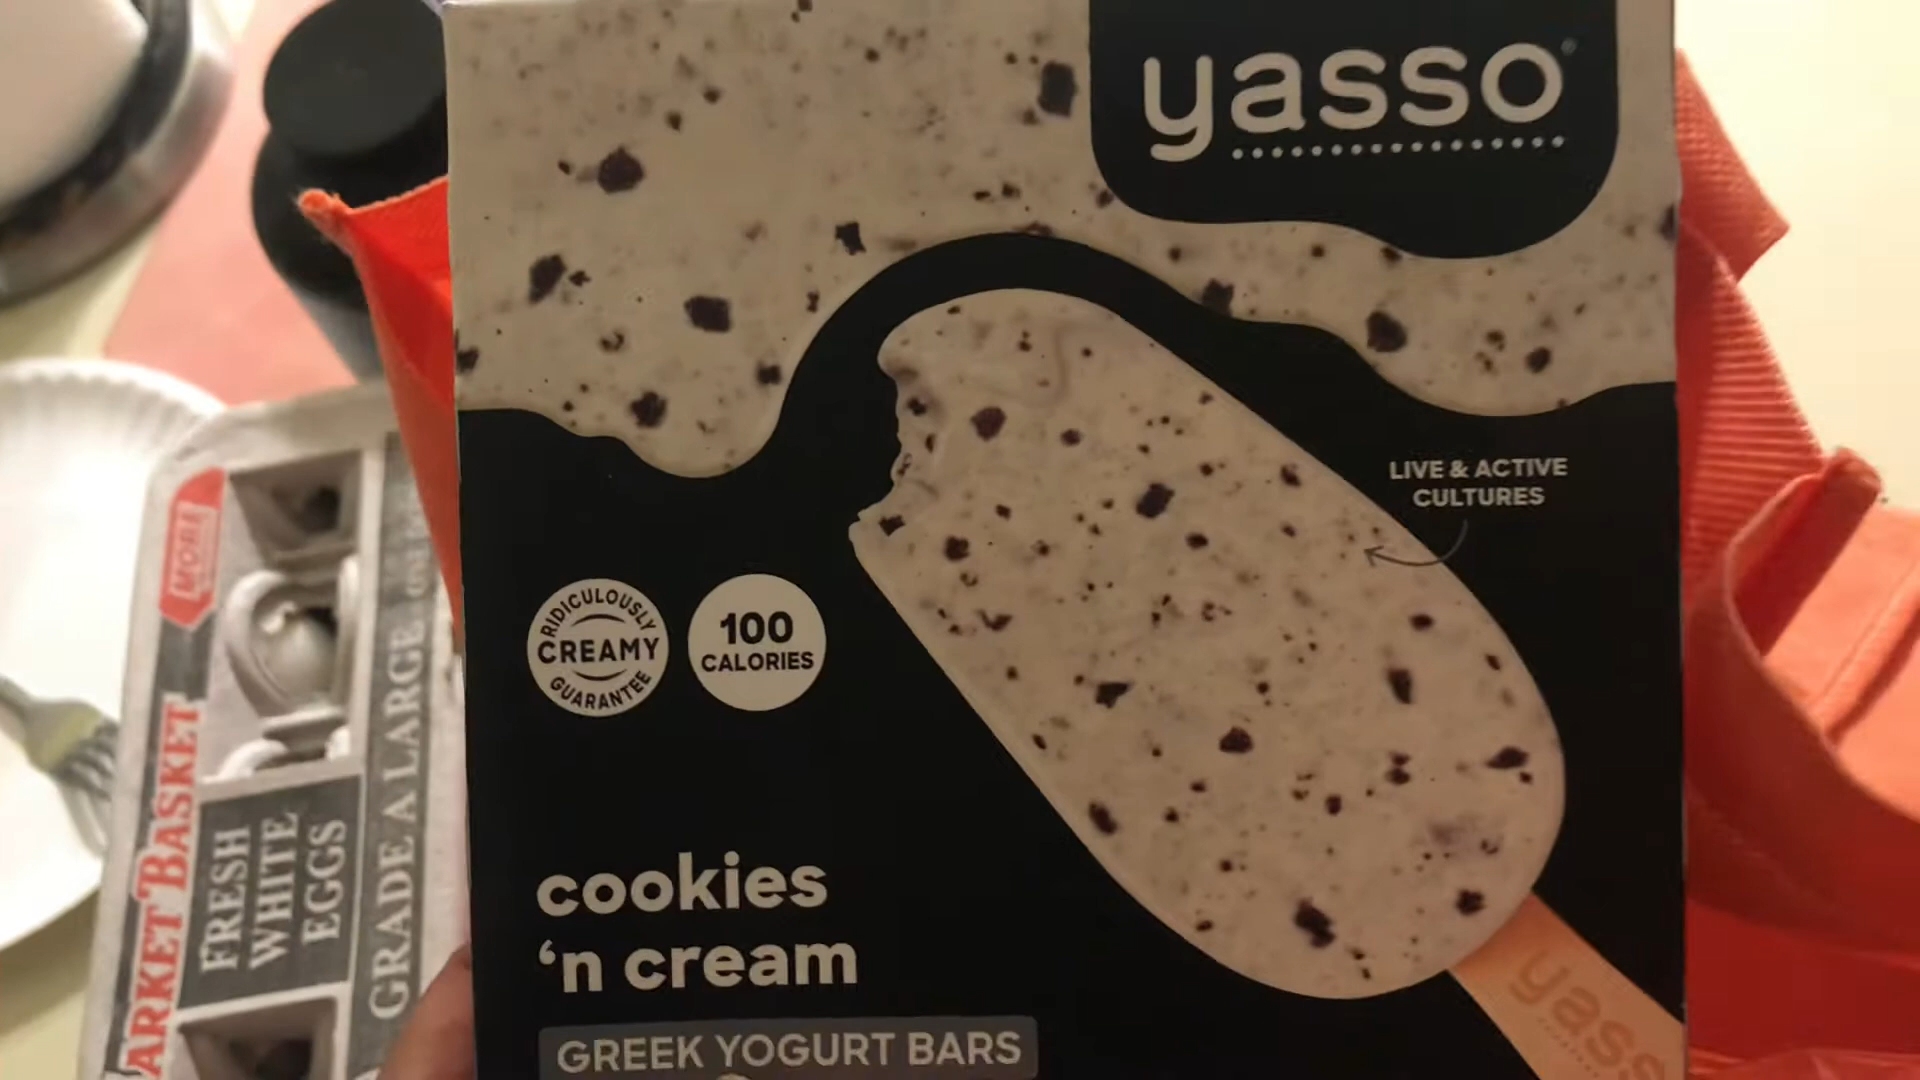 yasso
LIVE & ACTIVE
CULTURES
RIDICULOUSLY
CREAMY
GUARANTEE
100
CALORIES
cookies
‘n cream
GREEK YOGURT BARS
yass
MORE
ARKET BASKET
FRESH
WHITE
EGGS
GRADE A LARGE